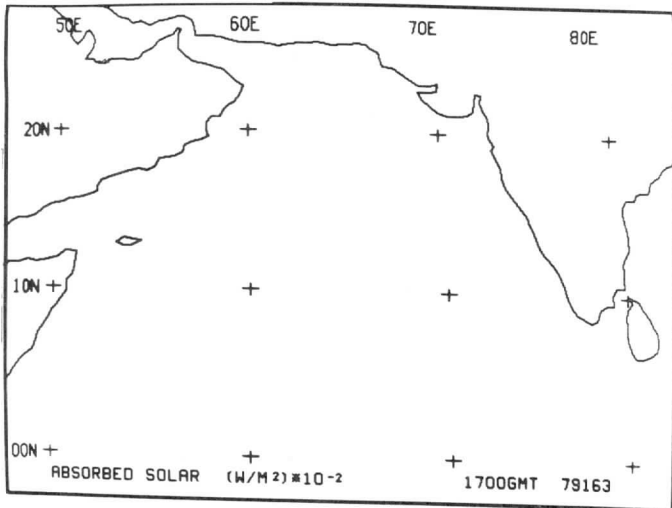 50E 60E 70E 80E
20N
10N
00N
ABSORBED SOLAR (W/M²)*10⁻² 1700GMT 79163